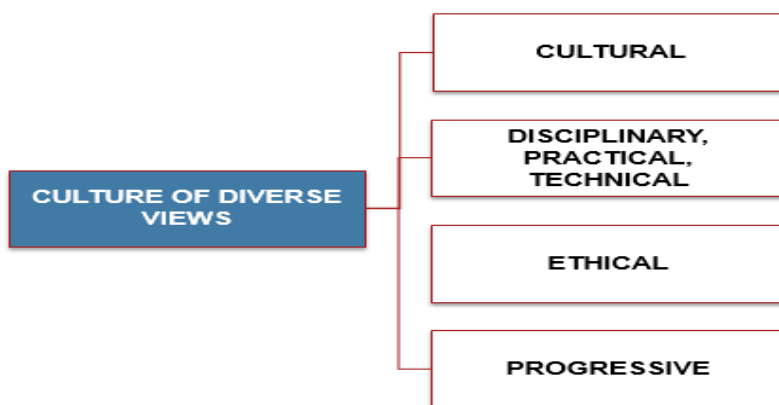 CULTURE OF DIVERSE
VIEWS
CULTURAL
DISCIPLINARY,
PRACTICAL,
TECHNICAL
ETHICAL
PROGRESSIVE